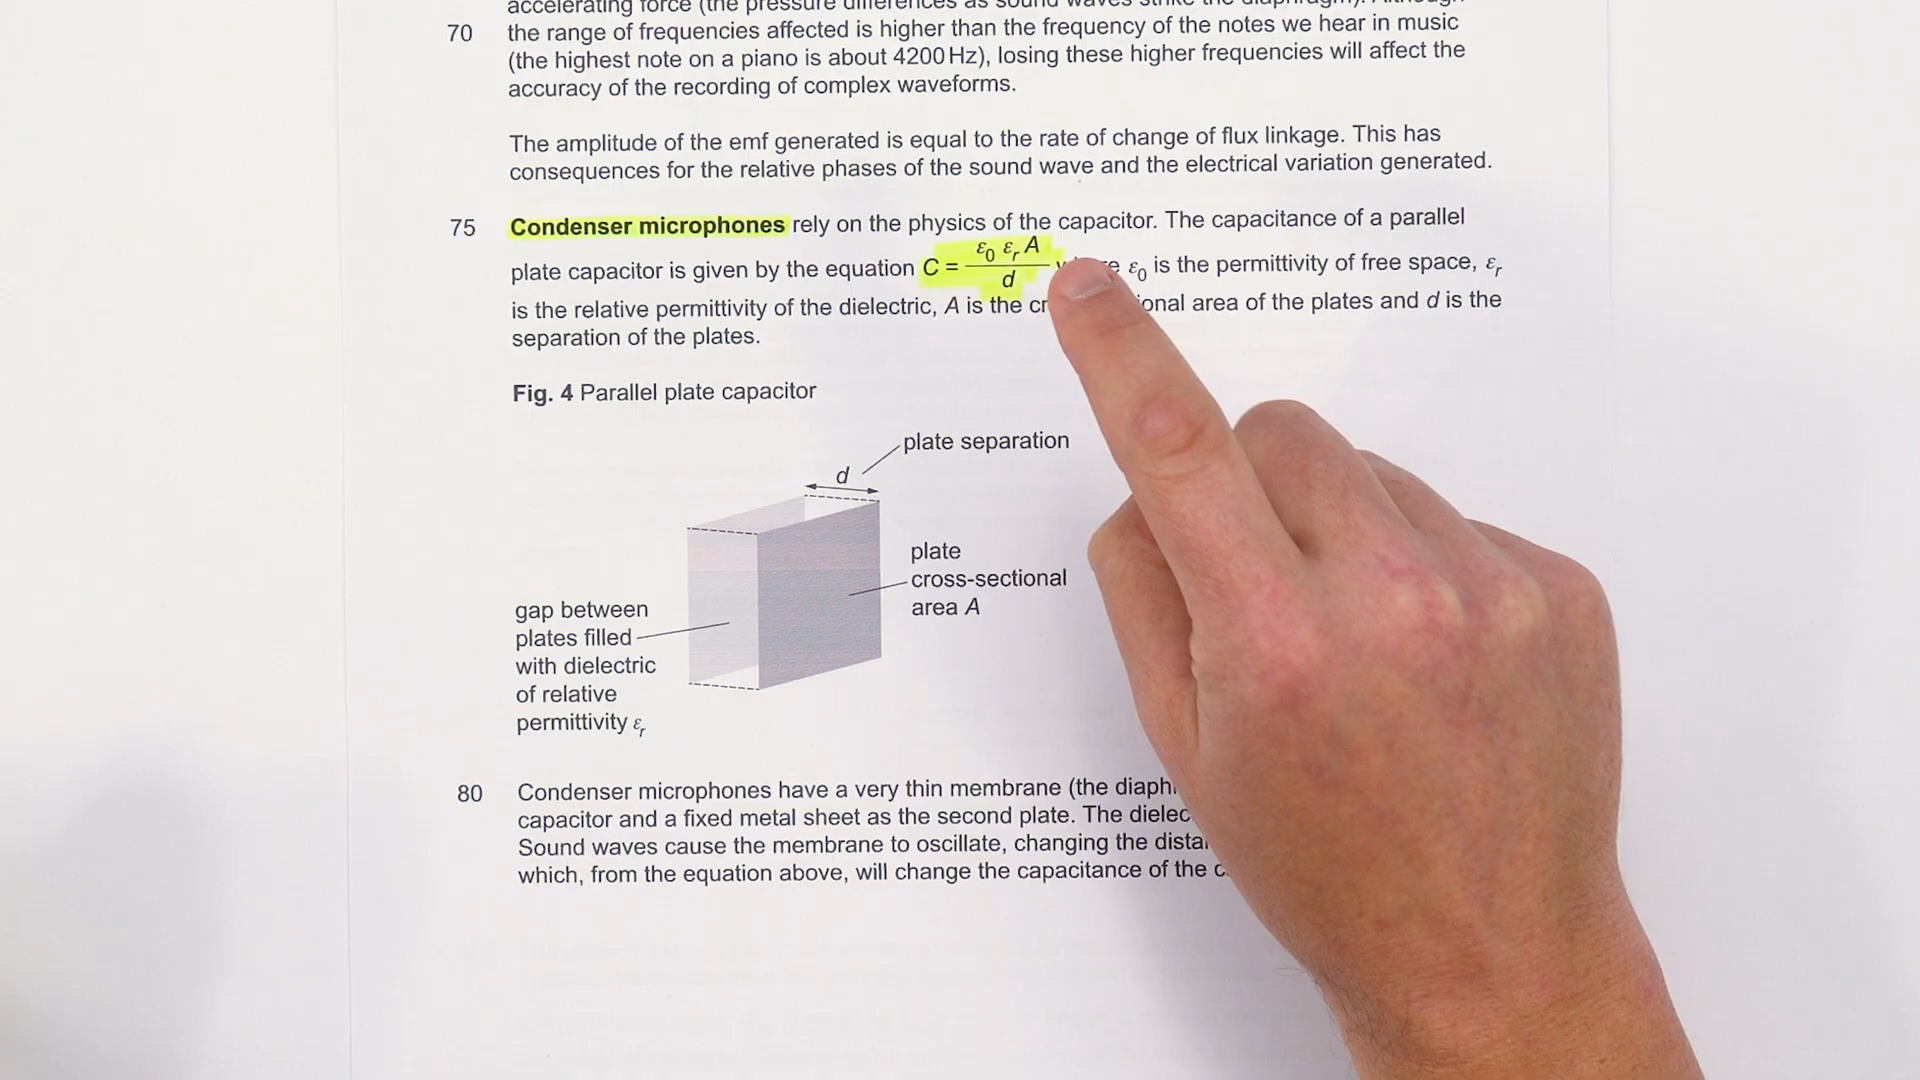 accelerating force (the pressure differences as sound waves strike the diaphragm). Although
70 the range of frequencies affected is higher than the frequency of the notes we hear in music
(the highest note on a piano is about 4200 Hz), losing these higher frequencies will affect the
accuracy of the recording of complex waveforms.
The amplitude of the emf generated is equal to the rate of change of flux linkage. This has
consequences for the relative phases of the sound wave and the electrical variation generated.
75 Condenser microphones rely on the physics of the capacitor. The capacitance of a parallel
plate capacitor is given by the equation C = ε0 εr A / d ε0 is the permittivity of free space, εr
is the relative permittivity of the dielectric, A is the area of the plates and d is the
separation of the plates.
Fig. 4 Parallel plate capacitor
plate separation
d
plate
cross-sectional
area A
gap between
plates filled
with dielectric
of relative
permittivity εr
80 Condenser microphones have a very thin membrane (the
capacitor and a fixed metal sheet as the second plate. The
Sound waves cause the membrane to oscillate, changing the
which, from the equation above, will change the capacitance of the